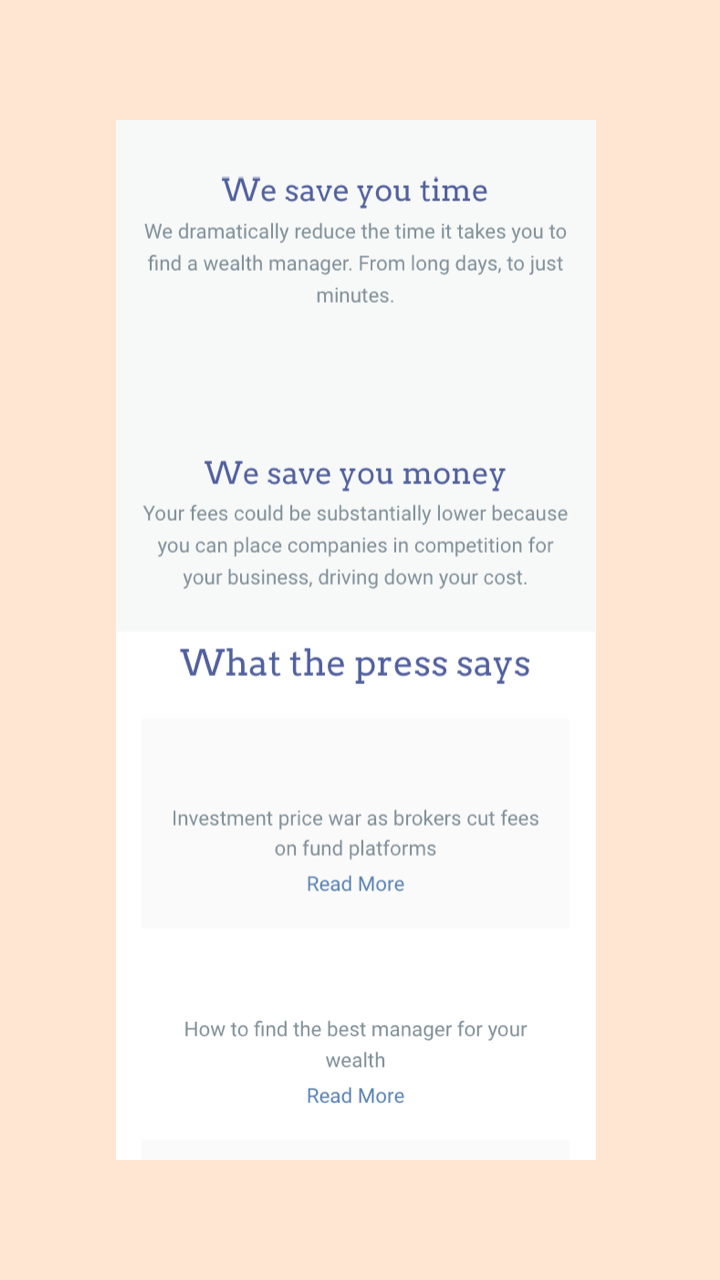 We save you time
We dramatically reduce the time it takes you to
find a wealth manager. From long days, to just
minutes.
We save you money
Your fees could be substantially lower because
you can place companies in competition for
your business, driving down your cost.
What the press says
Investment price war as brokers cut fees
on fund platforms
Read More
How to find the best manager for your
wealth
Read More